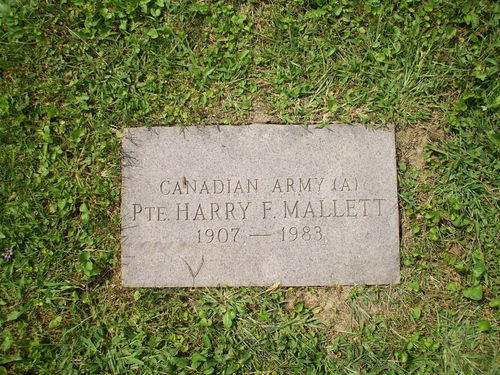 CANADIAN ARMY (A)
PTE. HARRY F. MALLETT
1907 — 1983